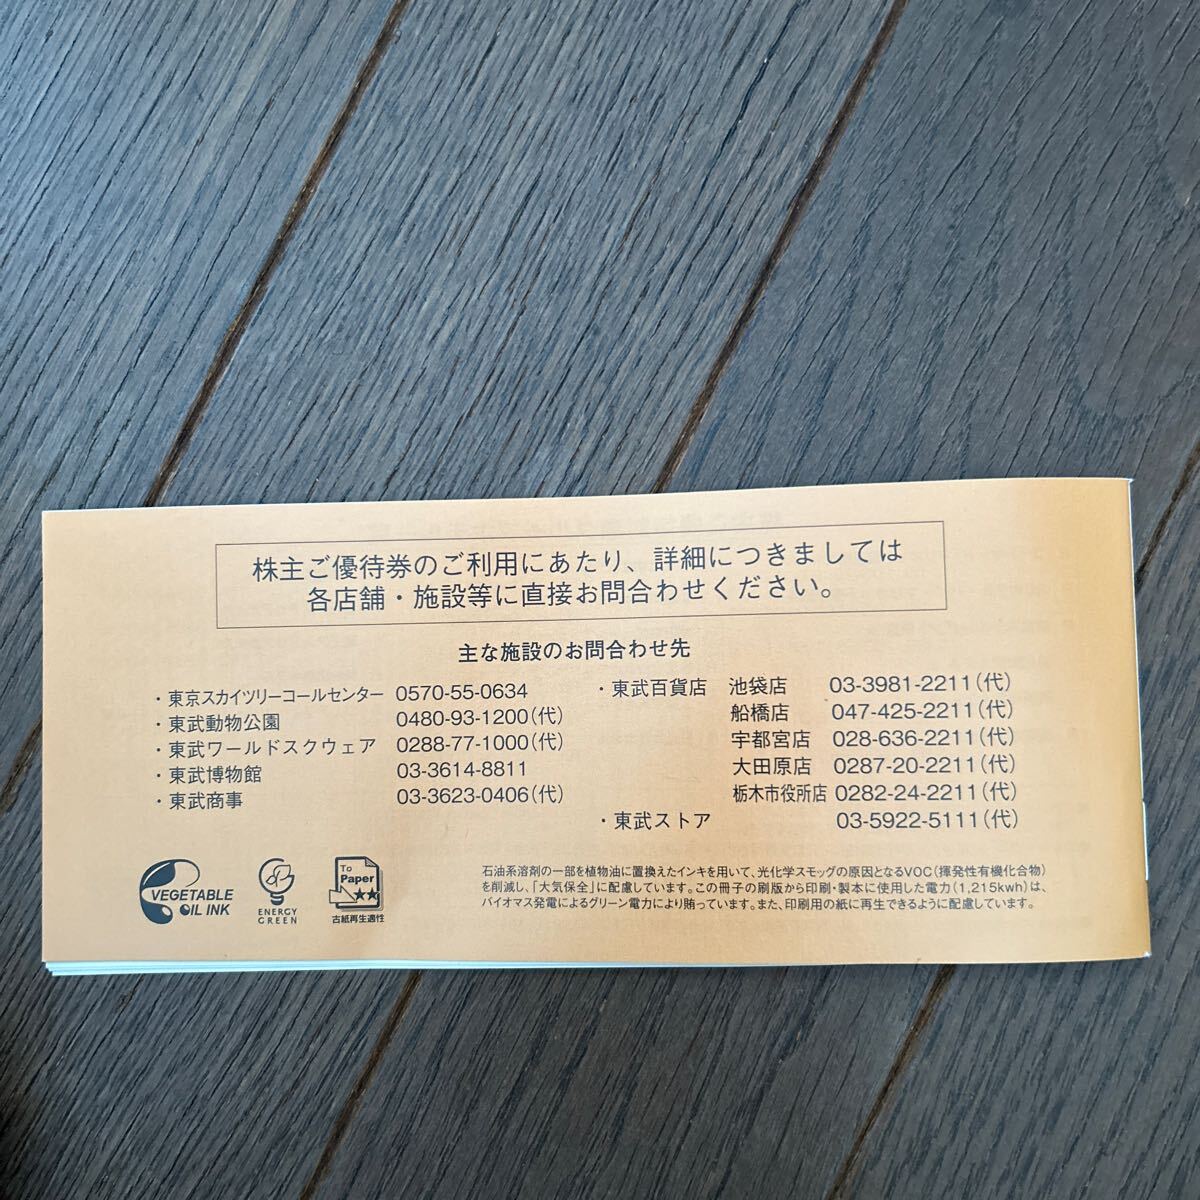 株主ご優待券のご利用にあたり、詳細につきましては
各店舗・施設等に直接お問合わせください。
主な施設のお問合わせ先
・東京スカイツリーコールセンター 0570-55-0634
・東武動物公園 0480-93-1200(代)
・東武ワールドスクウェア 0288-77-1000(代)
・東武博物館 03-3614-8811
・東武商事 03-3623-0406(代)
・東武百貨店 池袋店 03-3981-2211(代)
船橋店 047-425-2211(代)
宇都宮店 028-636-2211(代)
大田原店 0287-20-2211(代)
栃木市役所店 0282-24-2211(代)
・東武ストア 03-5922-5111(代)
VEGETABLE
OIL INK
ENERGY
GREEN
To
Paper
★★
古紙再生適性
石油系溶剤の一部を植物油に置換えたインキを用いて、光化学スモッグの原因となるVOC(揮発性有機化合物)
を削減し、「大気保全」に配慮しています。この冊子の刷版から印刷・製本に使用した電力(1,215kwh)は、
バイオマス発電によるグリーン電力により賄っています。また、印刷用の紙に再生できるように配慮しています。